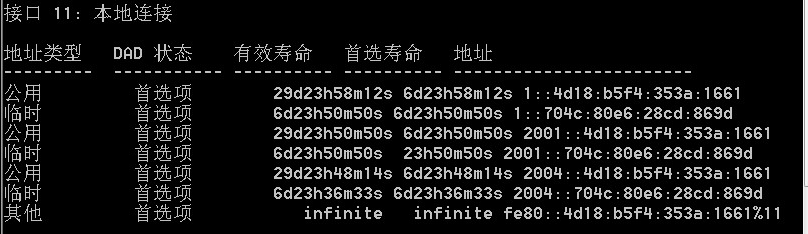 接口 11: 本地连接
地址类型 DAD 状态 有效寿命 首选寿命 地址
--------- ----------- ---------- ---------- ------------------------
公用 首选项 29d23h58m12s 6d23h58m12s 1::4d18:b5f4:353a:1661
临时 首选项 6d23h50m50s 6d23h50m50s 1::704c:80e6:28cd:869d
公用 首选项 29d23h50m50s 6d23h50m50s 2001::4d18:b5f4:353a:1661
临时 首选项 6d23h50m50s 23h50m50s 2001::704c:80e6:28cd:869d
公用 首选项 29d23h48m14s 6d23h48m14s 2004::4d18:b5f4:353a:1661
临时 首选项 6d23h36m33s 6d23h36m33s 2004::704c:80e6:28cd:869d
其他 首选项 infinite infinite fe80::4d18:b5f4:353a:1661%11